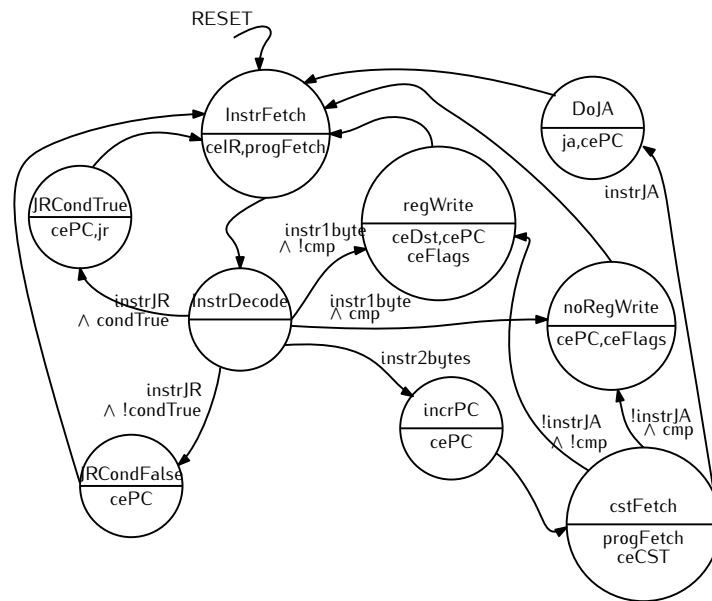 RESET
InstrFetch
ceIR,progFetch
DoJA
ja,cePC
instrJA
JRCondTrue
cePC,jr
regWrite
ceDst,cePC
ceFlags
instr1byte
∧ !cmp
InstrDecode
instrJR
∧ condTrue
instr1byte
∧ cmp
noRegWrite
cePC,ceFlags
instr2bytes
instrJR
∧ !condTrue
incrPC
cePC
!instrJA
∧ !cmp
!instrJA
∧ cmp
JRCondFalse
cePC
cstFetch
progFetch
ceCST